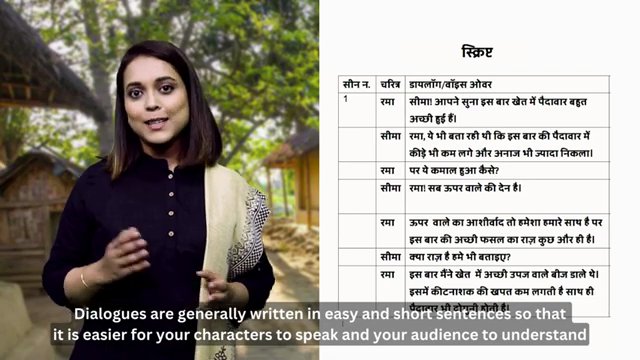 स्क्रिप्ट
सीन न. चरित्र डायलॉग/वॉइस ओवर
1 रमा सीमा! आपने सुना इस बार खेत में पैदावार बहुत
अच्छी हुई हैं।
सीमा रमा, ये भी बता रही थी कि इस बार की पैदावार में
कीड़े भी कम लगे और अनाज भी ज्यादा निकला।
रमा पर ये कमाल हुआ कैसे?
सीमा रमा! सब ऊपर वाले की देन है।
रमा ऊपर वाले का आशीर्वाद तो हमेशा हमारे साथ है पर
इस बार की अच्छी फसल का राज़ कुछ और ही है।
सीमा क्या राज़ है हमे भी बताइए?
रमा इस बार मैंने खेत में अच्छी उपज वाले बीज डाले थे।
इसमें कीटनाशक की खपत कम लगती है साथ ही
Dialogues are generally written in easy and short sentences so that
it is easier for your characters to speak and your audience to understand